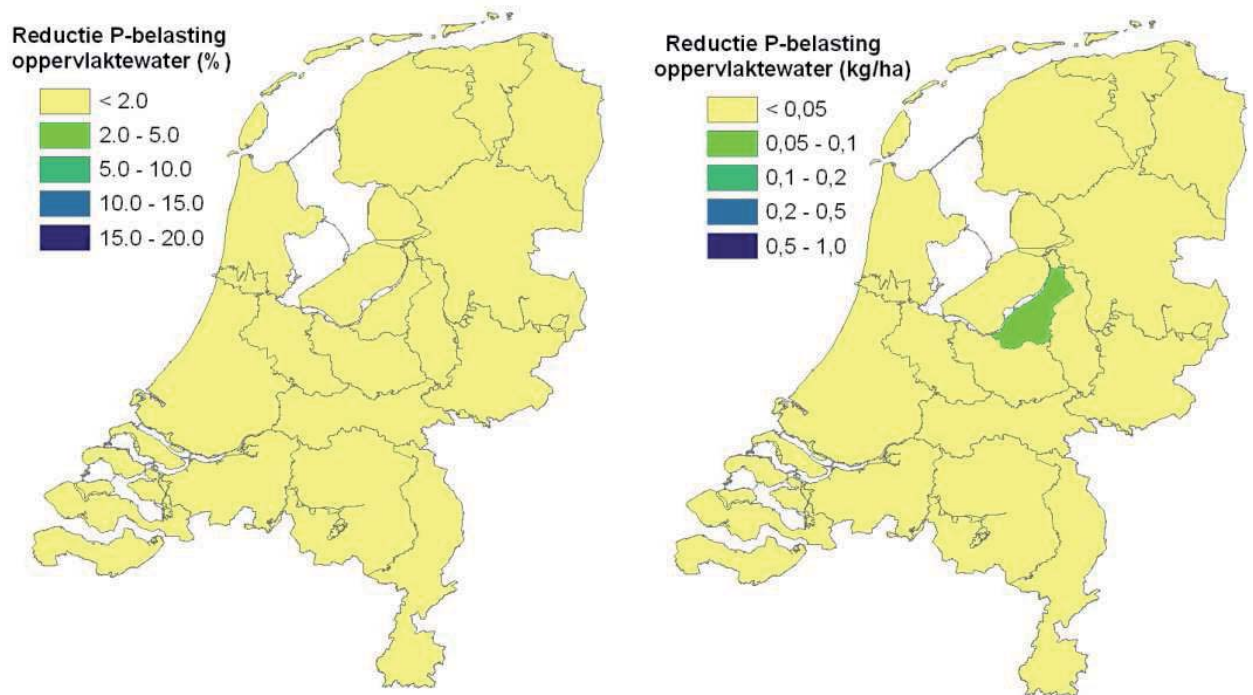 Reductie P-belasting
oppervlaktewater (%)
< 2.0
2.0 - 5.0
5.0 - 10.0
10.0 - 15.0
15.0 - 20.0
Reductie P-belasting
oppervlaktewater (kg/ha)
< 0,05
0,05 - 0,1
0,1 - 0,2
0,2 - 0,5
0,5 - 1,0